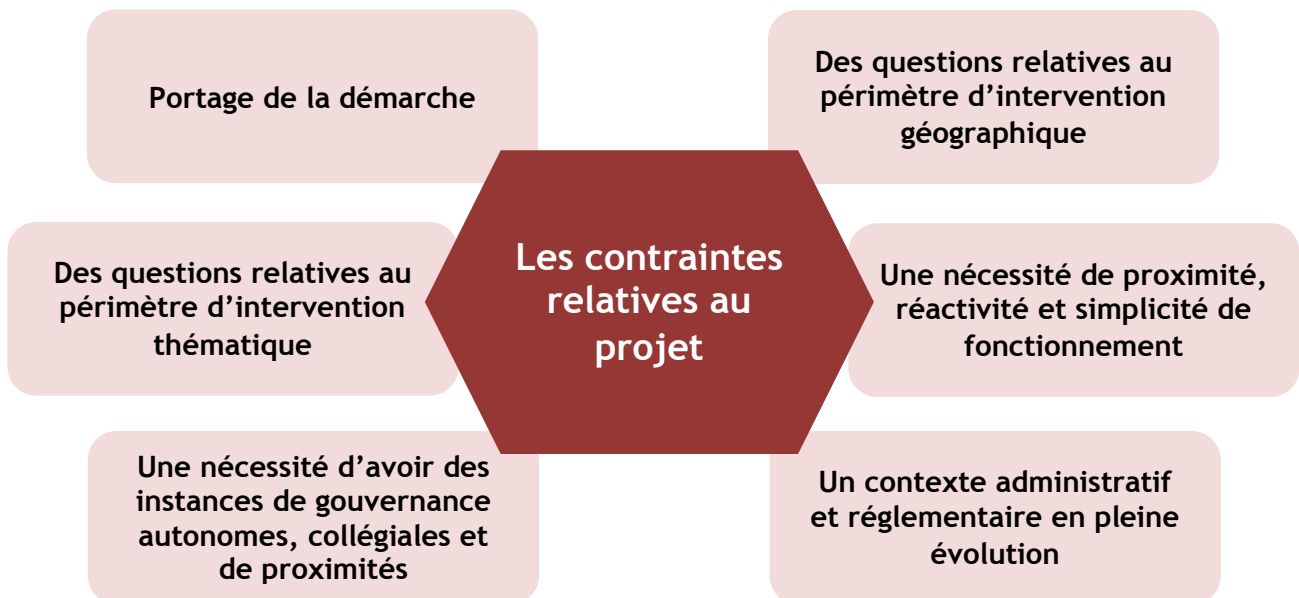 Portage de la démarche
Des questions relatives au
périmètre d’intervention
géographique
Des questions relatives au
périmètre d’intervention
thématique
Les contraintes
relatives au
projet
Une nécessité de proximité,
réactivité et simplicité de
fonctionnement
Une nécessité d’avoir des
instances de gouvernance
autonomes, collégiales et
de proximités
Un contexte administratif
et réglementaire en pleine
évolution